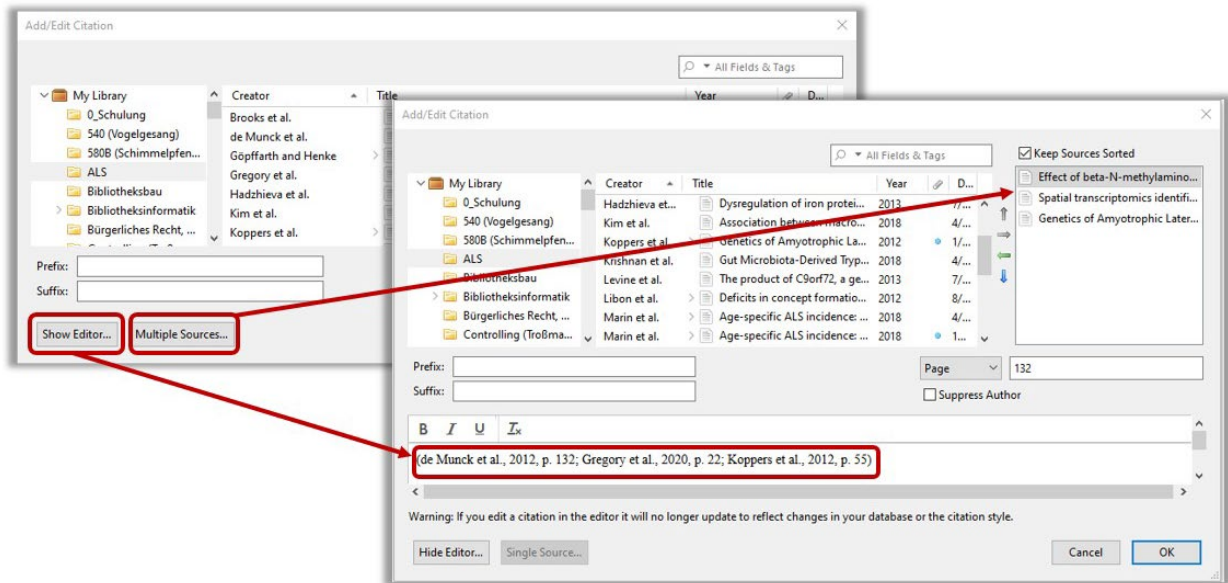 Add/Edit Citation
All Fields & Tags
My Library
0_Schulung
540 (Vogelgesang)
580B (Schimmelpfen...
ALS
Bibliotheksbau
Bibliotheksinformatik
Bürgerliches Recht, ...
Creator Title Year D...
Brooks et al.
de Munck et al.
Göpffarth and Henke
Gregory et al.
Hadzhieva et al.
Kim et al.
Koppers et al.
Prefix:
Suffix:
Show Editor... Multiple Sources...
Add/Edit Citation
All Fields & Tags
Keep Sources Sorted
My Library
0_Schulung
540 (Vogelgesang)
580B (Schimmelpfen...
ALS
Bibliotheksbau
Bibliotheksinformatik
Bürgerliches Recht, ...
Controlling (Troßma...
Creator Title Year D...
Hadzhieva et... Dysregulation of iron protei... 2013 7/...
Kim et al. Association between macro... 2018 4/...
Koppers et al. Genetics of Amyotrophic La... 2012 1/...
Krishnan et al. Gut Microbiota-Derived Tryp... 2018 4/...
Levine et al. The product of C9orf72, a ge... 2013 7/...
Libon et al. Deficits in concept formatio... 2012 8/...
Marin et al. Age-specific ALS incidence: ... 2018 4/...
Marin et al. Age-specific ALS incidence: ... 2018 1...
Effect of beta-N-methylamino...
Spatial transcriptomics identifi...
Genetics of Amyotrophic Later...
Prefix:
Suffix:
Page 132
Suppress Author
B I U Tx
(de Munck et al., 2012, p. 132; Gregory et al., 2020, p. 22; Koppers et al., 2012, p. 55)
Warning: If you edit a citation in the editor it will no longer update to reflect changes in your database or the citation style.
Hide Editor... Single Source... Cancel OK